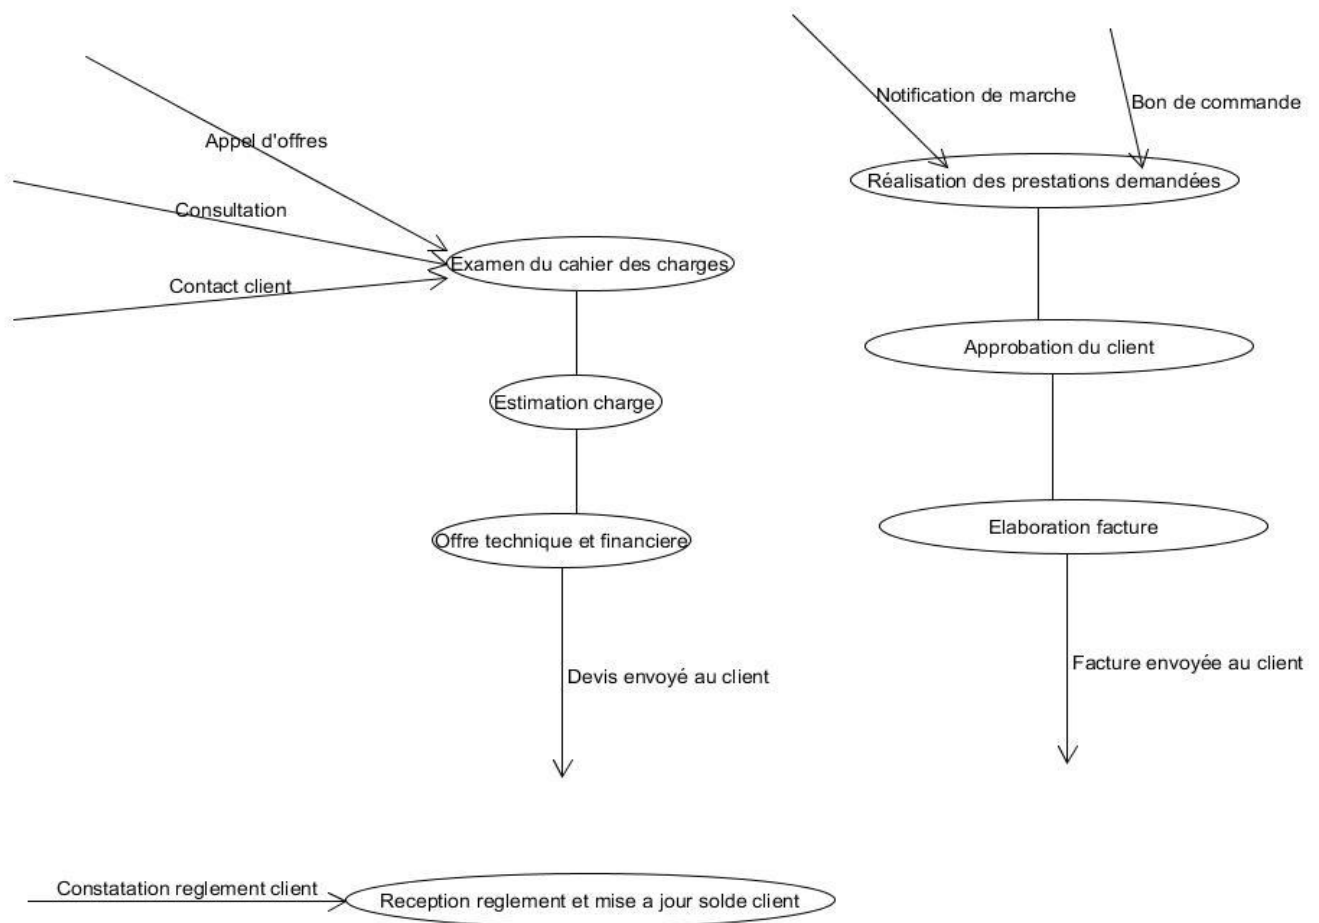 Notification de marche
Bon de commande
Appel d'offres
Réalisation des prestations demandées
Consultation
Examen du cahier des charges
Contact client
Approbation du client
Estimation charge
Elaboration facture
Offre technique et financiere
Facture envoyée au client
Devis envoyé au client
Constatation reglement client
Reception reglement et mise a jour solde client